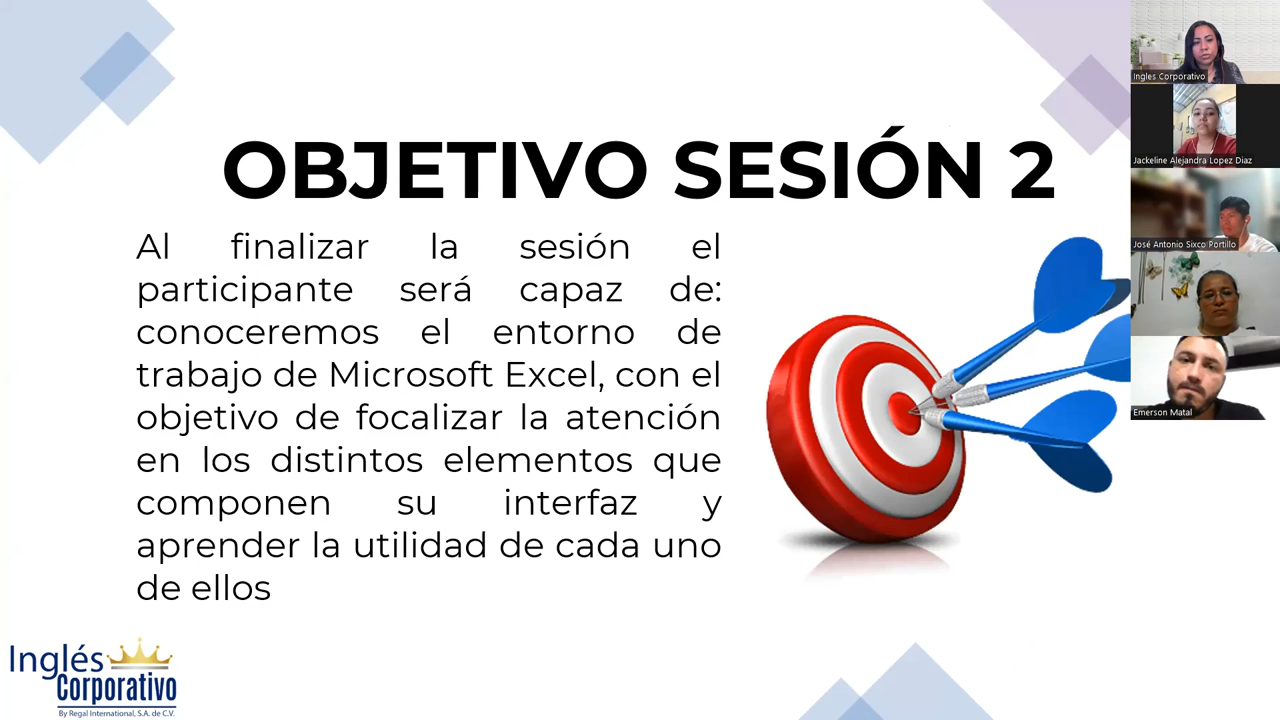 OBJETIVO SESIÓN 2
Al finalizar la sesión el
participante será capaz de:
conoceremos el entorno de
trabajo de Microsoft Excel, con el
objetivo de focalizar la atención
en los distintos elementos que
componen su interfaz y
aprender la utilidad de cada uno
de ellos
Inglés
Corporativo
By Regal International, S.A. de C.V.
Ingles Corporativo
Jackeline Alejandra Lopez Diaz
José Antonio Sixco Portillo
Emerson Matal